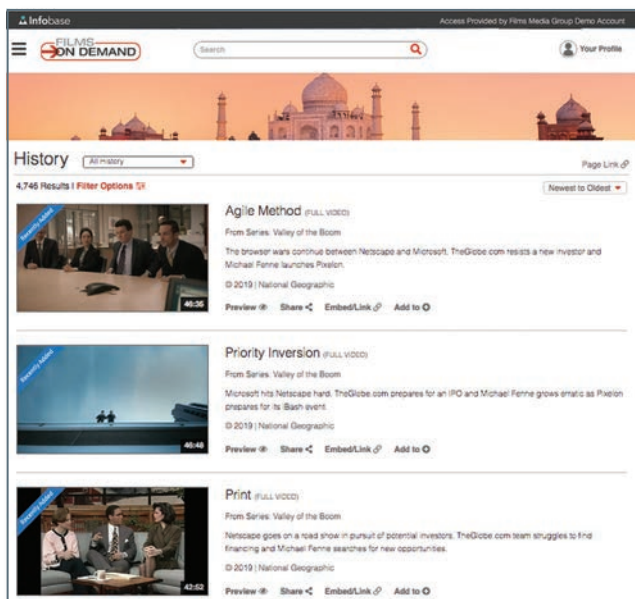 Infobase
Access Provided by Films Media Group Demo Account
FILMS
ON DEMAND
Search
Your Profile
History
All History
Page Link
4,746 Results | Filter Options
Newest to Oldest
Recently Added
46:35
Agile Method (FULL VIDEO)
From Series: Valley of the Boom
The browser wars continue between Netscape and Microsoft. TheGlobe.com resists a new investor and
Michael Fenne launches Pixelon.
© 2019 | National Geographic
Preview Share Embed/Link Add to
Recently Added
46:48
Priority Inversion (FULL VIDEO)
From Series: Valley of the Boom
Microsoft hits Netscape hard. TheGlobe.com prepares for an IPO and Michael Fenne grows erratic as Pixelon
prepares for its iBash event.
© 2019 | National Geographic
Preview Share Embed/Link Add to
Recently Added
42:52
Print (FULL VIDEO)
From Series: Valley of the Boom
Netscape goes on a road show in pursuit of potential investors. TheGlobe.com team struggles to find
financing and Michael Fenne searches for new opportunities.
© 2019 | National Geographic
Preview Share Embed/Link Add to